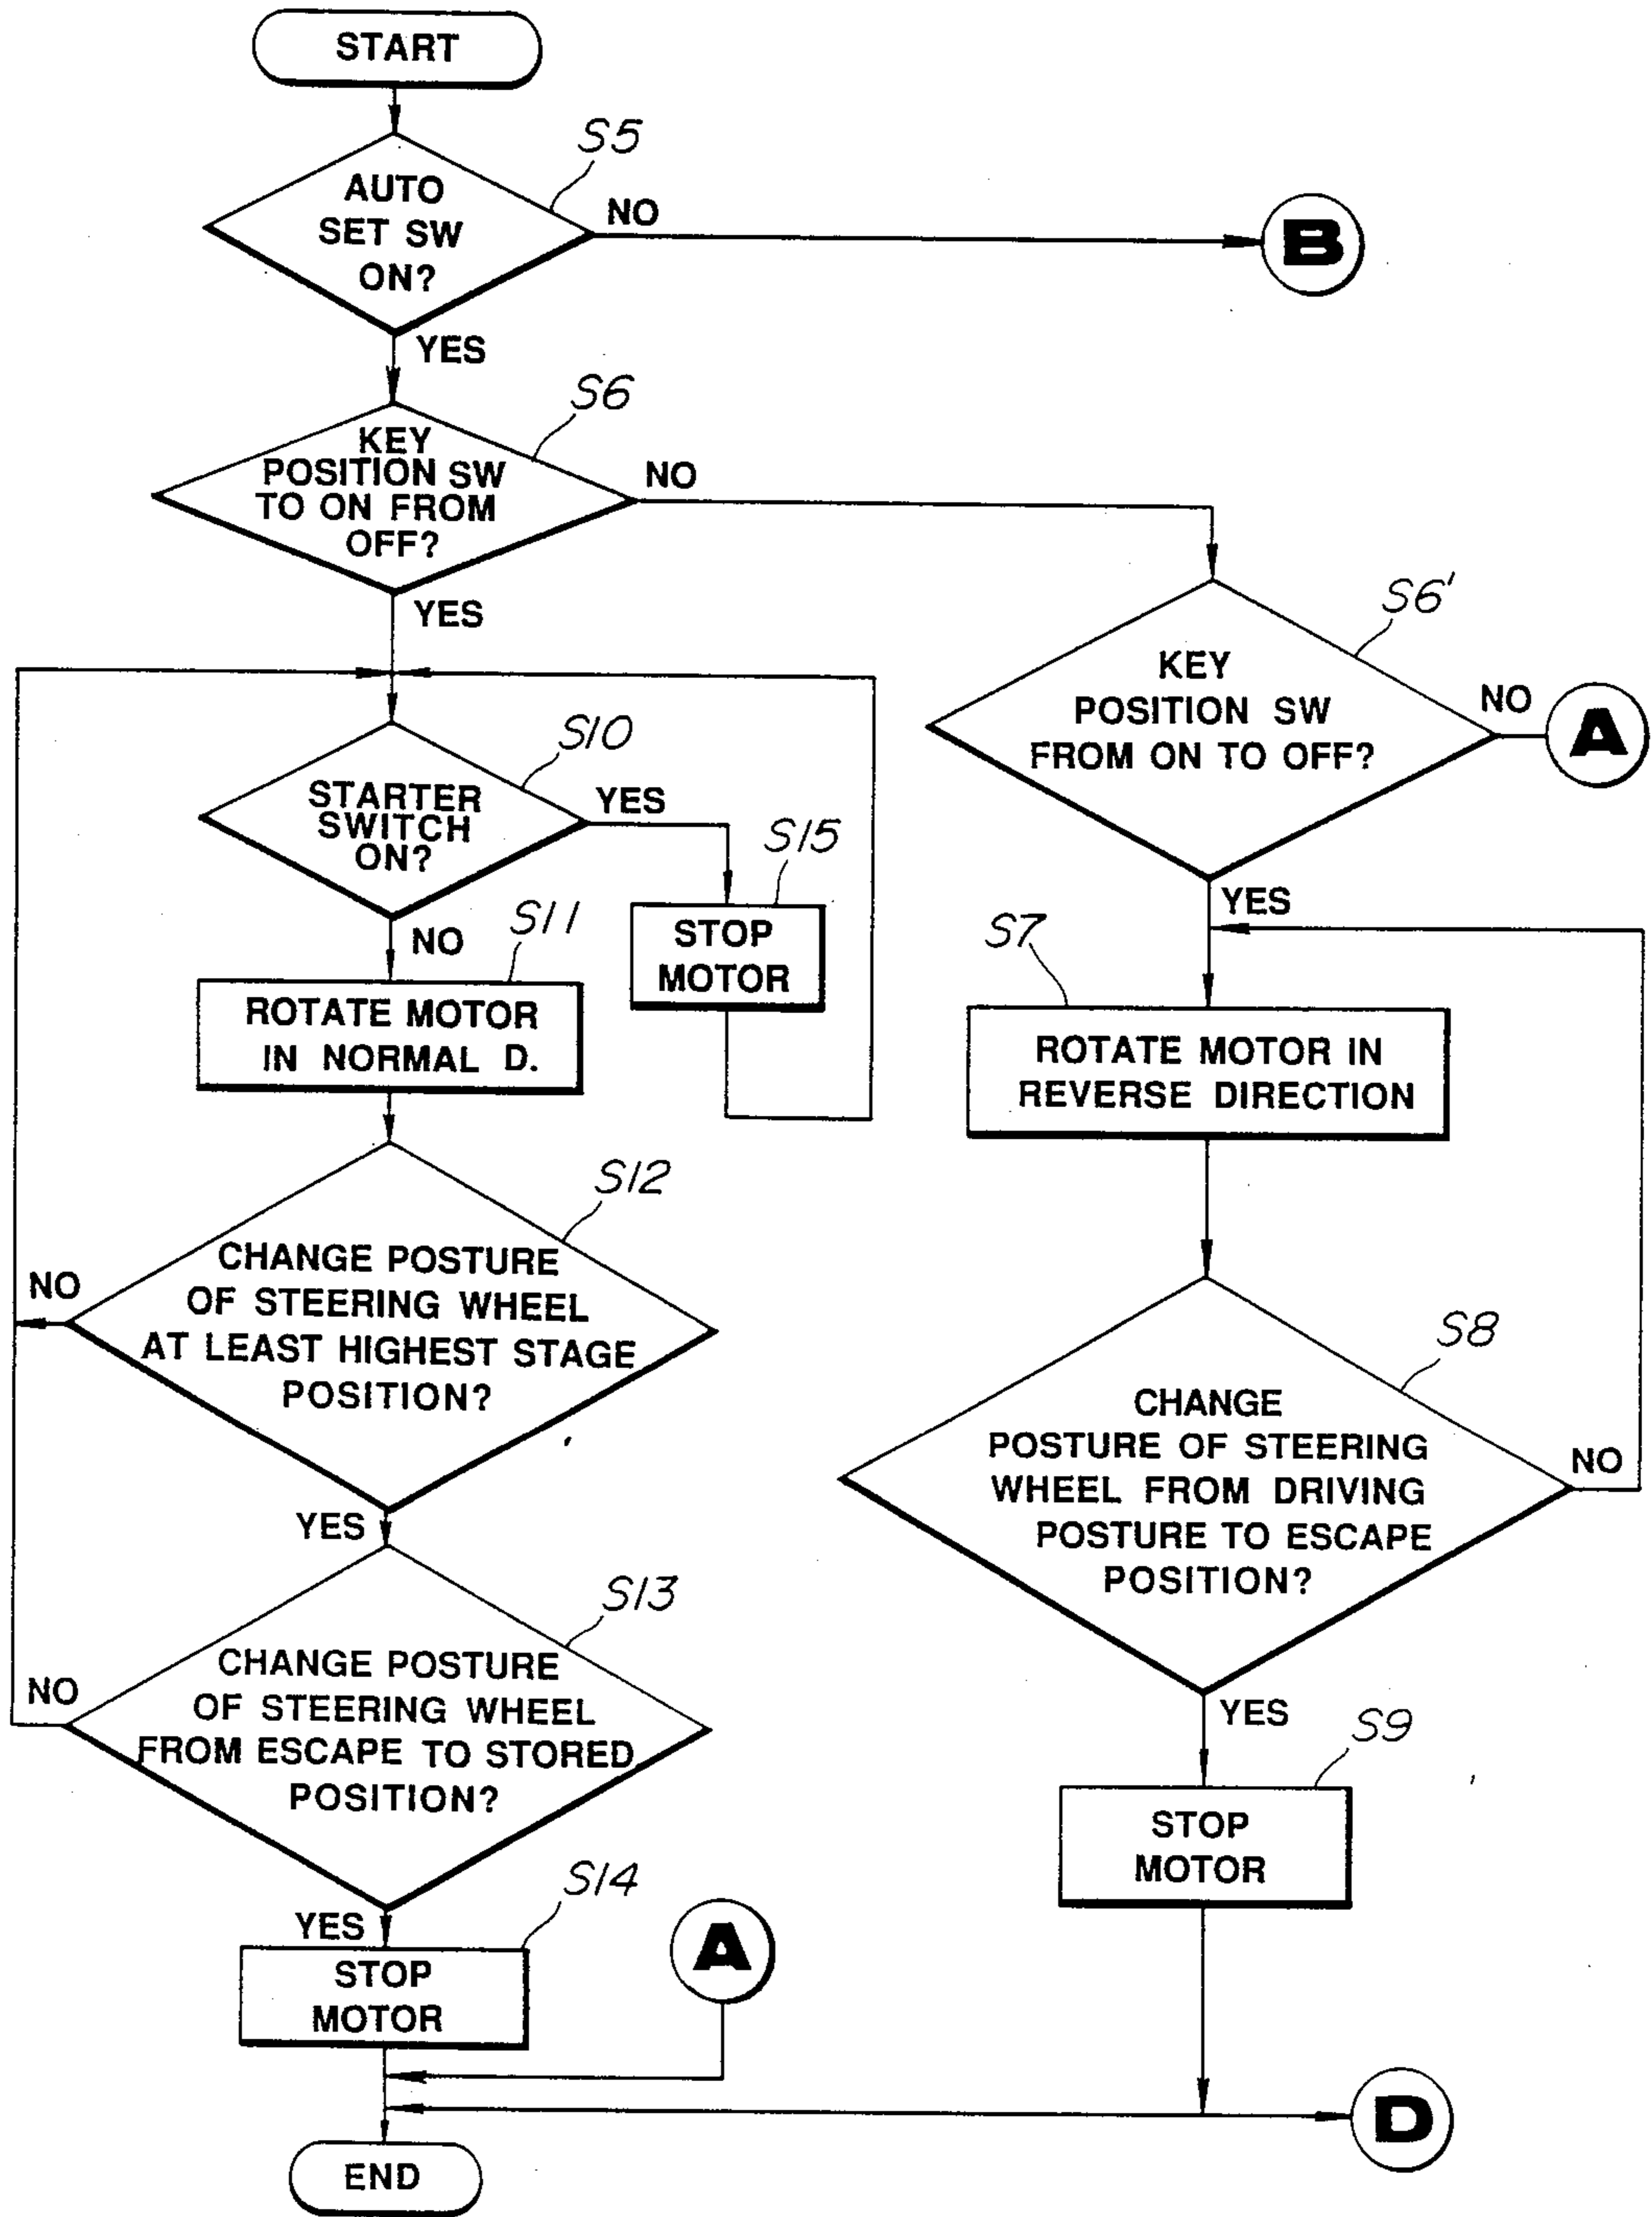 START
S5
AUTO
SET SW
ON?
NO
B
YES
S6
KEY
POSITION SW
TO ON FROM
OFF?
NO
YES
S6'
KEY
POSITION SW
FROM ON TO OFF?
NO
A
YES
S10
STARTER
SWITCH
ON?
YES
S15
STOP
MOTOR
NO
S11
ROTATE MOTOR
IN NORMAL D.
S7
ROTATE MOTOR IN
REVERSE DIRECTION
S12
CHANGE POSTURE
OF STEERING WHEEL
AT LEAST HIGHEST STAGE
POSITION?
NO
YES
S8
CHANGE
POSTURE OF STEERING
WHEEL FROM DRIVING
POSTURE TO ESCAPE
POSITION?
NO
YES
S13
CHANGE POSTURE
OF STEERING WHEEL
FROM ESCAPE TO STORED
POSITION?
NO
YES
S9
STOP
MOTOR
S14
STOP
MOTOR
A
D
END